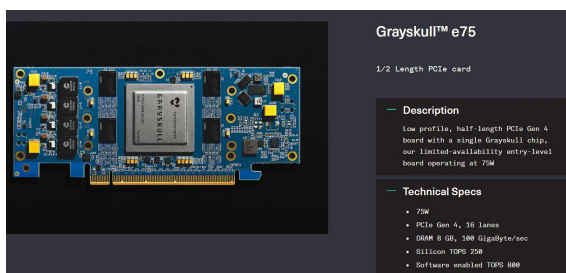 Grayskull™ e75
1/2 Length PCIe card
75
GRAYSKULL
— Description
Low profile, half-length PCIe Gen 4
board with a single Grayskull chip,
our limited-availability entry-level
board operating at 75W
— Technical Specs
• 75W
• PCIe Gen 4, 16 lanes
• DRAM 8 GB, 100 GigaByte/sec
• Silicon TOPS 250
• Software enabled TOPS 800